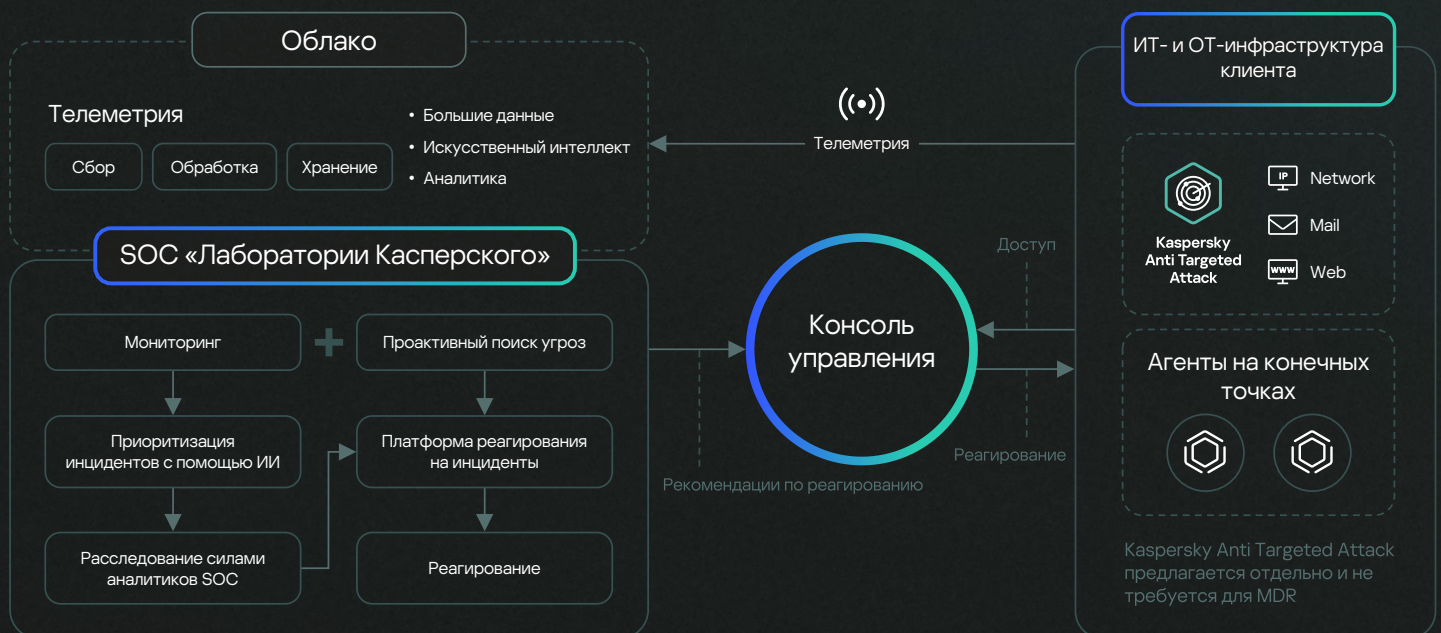 Облако
Телеметрия
Сбор
Обработка
Хранение
• Большие данные
• Искусственный интеллект
• Аналитика
SOC «Лаборатории Касперского»
Мониторинг
Проактивный поиск угроз
Приоритизация
инцидентов с помощью ИИ
Платформа реагирования
на инциденты
Расследование силами
аналитиков SOC
Реагирование
Телеметрия
Консоль
управления
Доступ
Реагирование
Рекомендации по реагированию
ИТ- и ОТ-инфраструктура
клиента
Kaspersky
Anti Targeted
Attack
IP
Network
Mail
www
Web
Агенты на конечных
точках
Kaspersky Anti Targeted Attack
предлагается отдельно и не
требуется для MDR